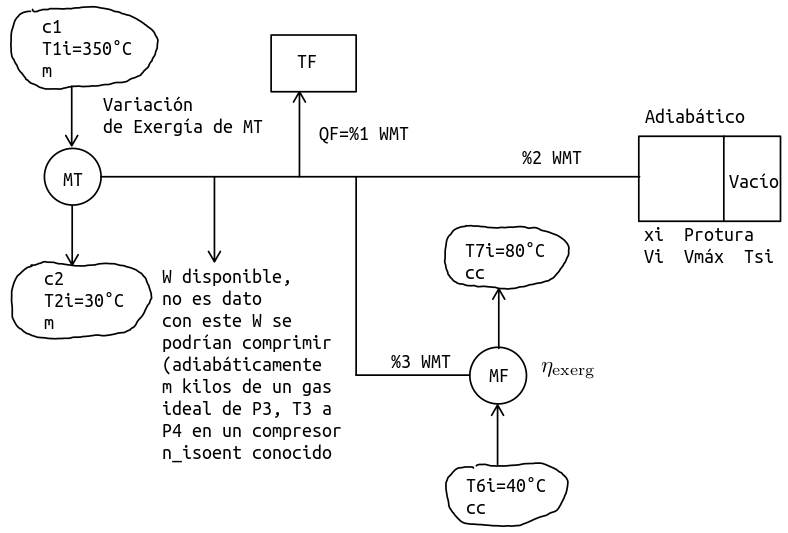 c1
T1i=350°C
m
Variación
de Exergía de MT
TF
QF=%1 WMT
Adiabático
%2 WMT
Vacío
MT
xi Protura
Vi Vmáx Tsi
c2
T2i=30°C
m
W disponible,
no es dato
con este W se
podrían comprimir
(adiabáticamente
m kilos de un gas
ideal de P3, T3 a
P4 en un compresor
n_isoent conocido
T7i=80°C
cc
%3 WMT
MF
ηexerg
T6i=40°C
cc